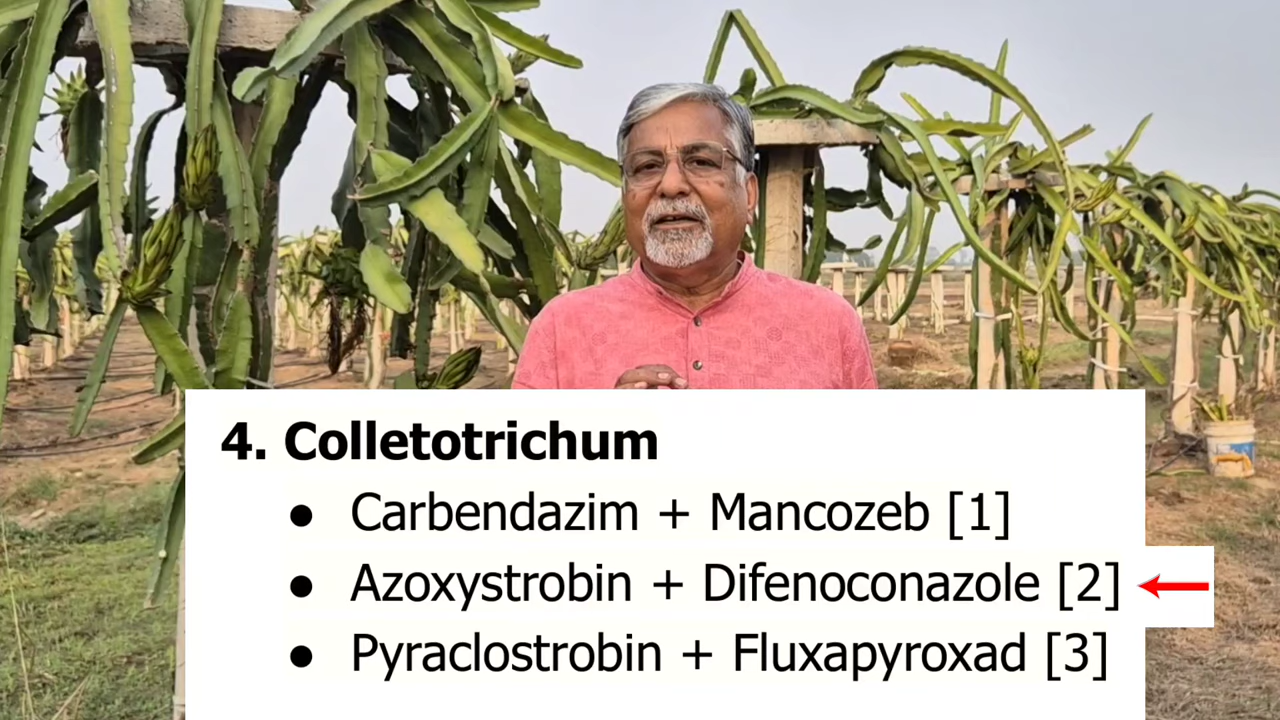 4. Colletotrichum
● Carbendazim + Mancozeb [1]
● Azoxystrobin + Difenoconazole [2]
● Pyraclostrobin + Fluxapyroxad [3]